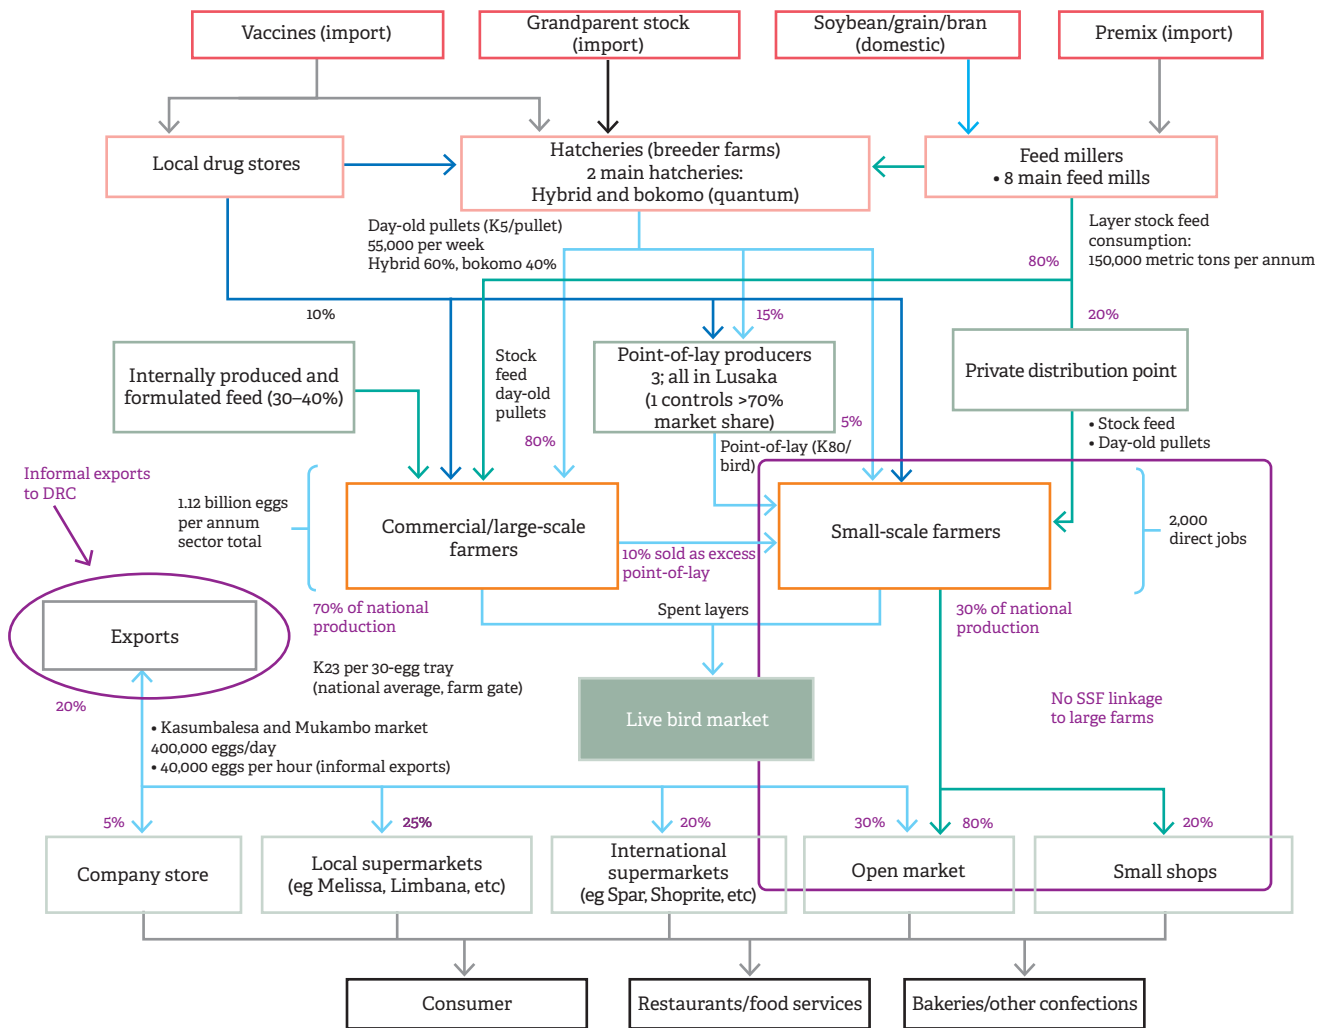 Vaccines (import)
Grandparent stock
(import)
Soybean/grain/bran
(domestic)
Premix (import)
Local drug stores
Hatcheries (breeder farms)
2 main hatcheries:
Hybrid and bokomo (quantum)
Feed millers
• 8 main feed mills
Day-old pullets (K5/pullet)
55,000 per week
Hybrid 60%, bokomo 40%
Layer stock feed
consumption:
150,000 metric tons per annum
80%
10%
15%
20%
Internally produced and
formulated feed (30–40%)
Stock
feed
day-old
pullets
80%
Point-of-lay producers
3; all in Lusaka
(1 controls >70%
market share)
5%
Private distribution point
• Stock feed
• Day-old pullets
Point-of-lay (K80/
bird)
Informal exports
to DRC
1.12 billion eggs
per annum
sector total
Commercial/large-scale
farmers
10% sold as excess
point-of-lay
Small-scale farmers
2,000
direct jobs
70% of national
production
Spent layers
30% of national
production
Exports
K23 per 30-egg tray
(national average, farm gate)
20%
Live bird market
No SSF linkage
to large farms
• Kasumbalesa and Mukambo market
400,000 eggs/day
• 40,000 eggs per hour (informal exports)
5%
25%
20%
30%
80%
20%
Company store
Local supermarkets
(eg Melissa, Limbana, etc)
International
supermarkets
(eg Spar, Shoprite, etc)
Open market
Small shops
Consumer
Restaurants/food services
Bakeries/other confections